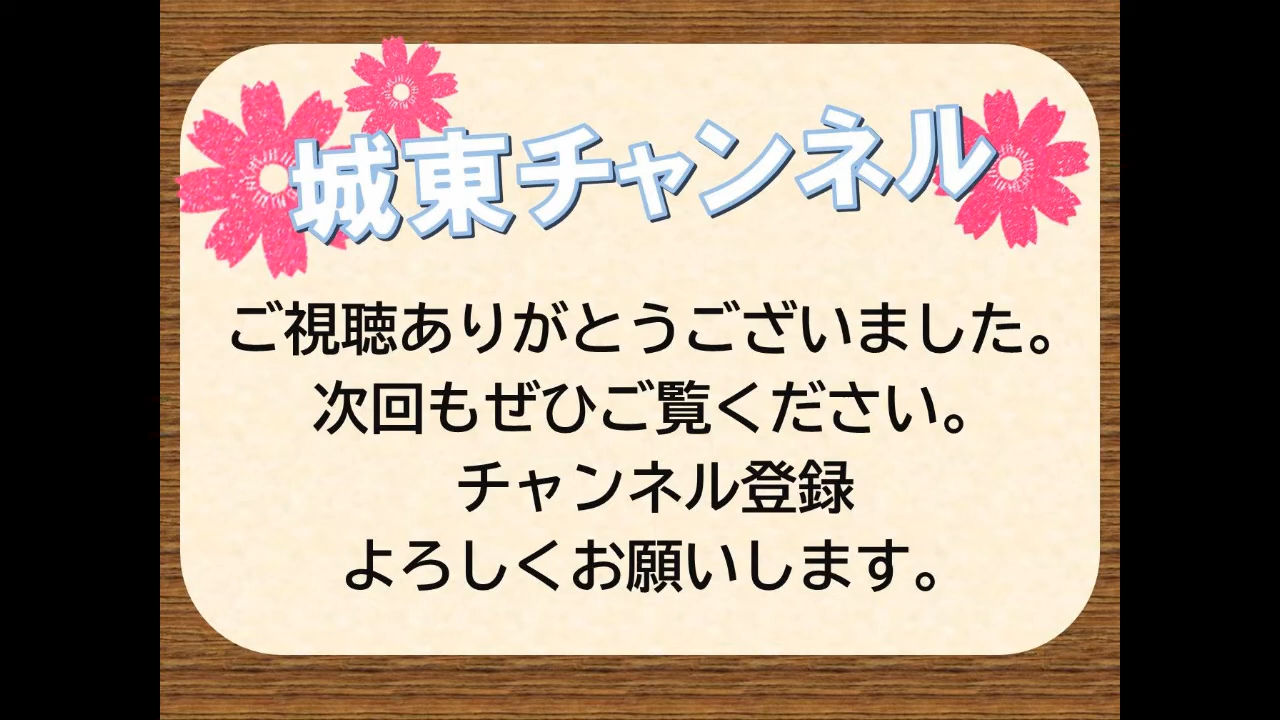 城東チャンネル
ご視聴ありがとうございました。
次回もぜひご覧ください。
チャンネル登録
よろしくお願いします。